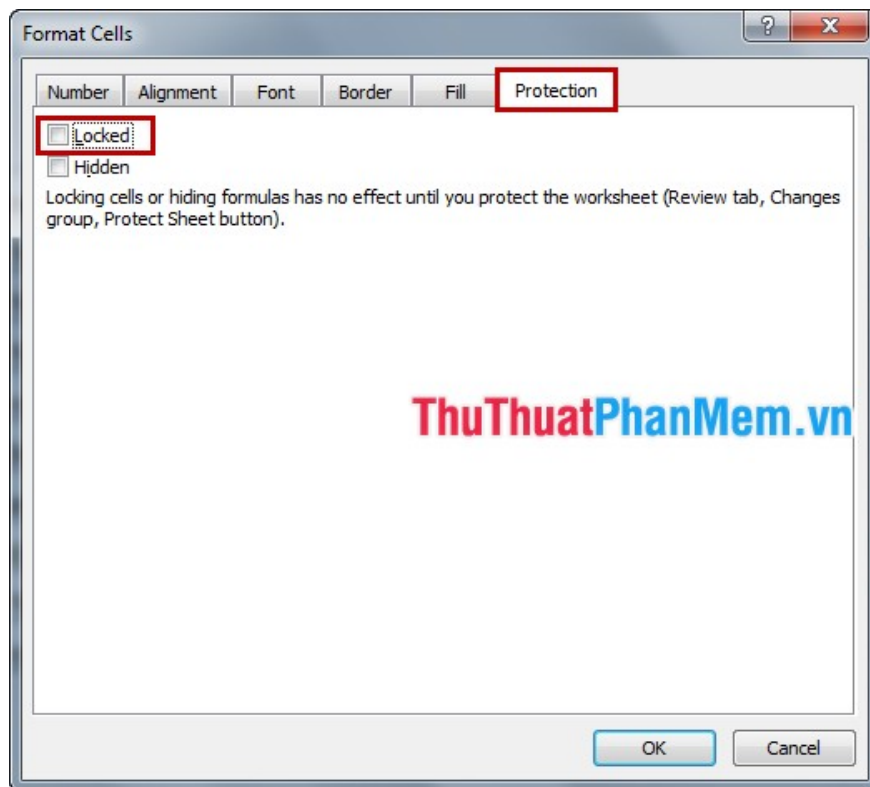 Format Cells
?
X
Number Alignment Font Border Fill Protection
Locked
Hidden
Locking cells or hiding formulas has no effect until you protect the worksheet (Review tab, Changes
group, Protect Sheet button).
ThuThuatPhanMem.vn
OK Cancel